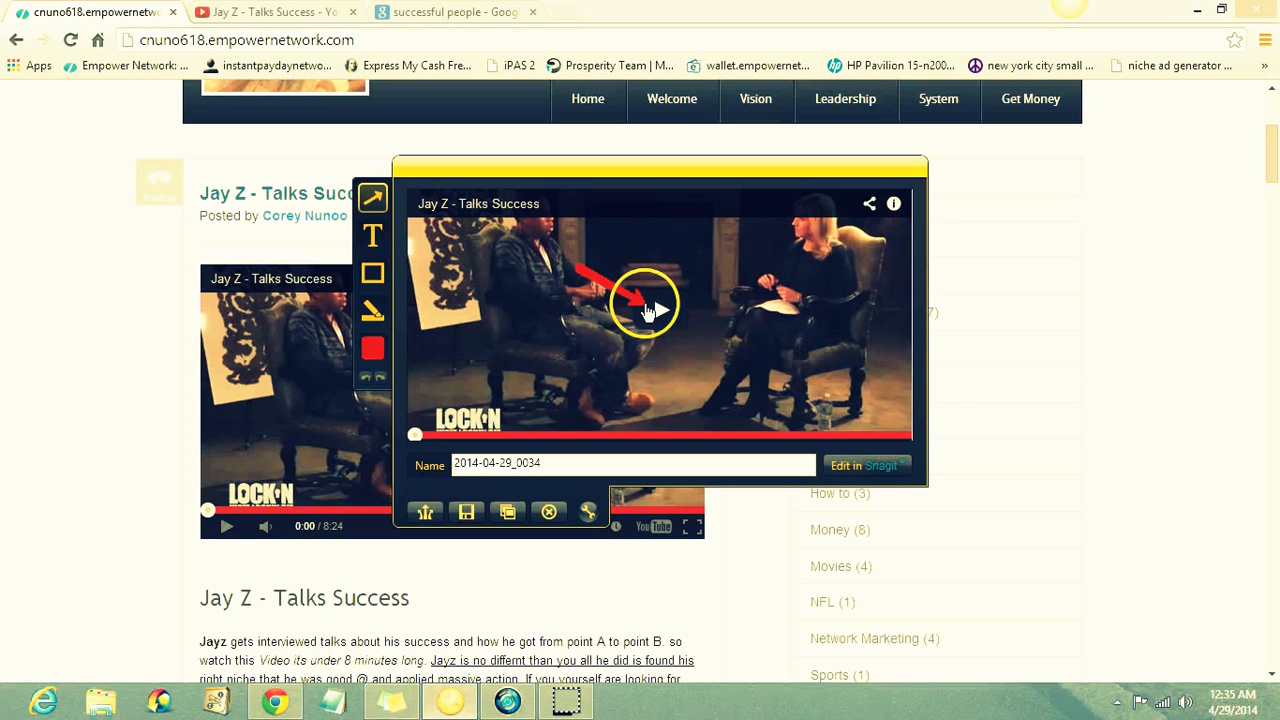 cnuno618.empowernetw
Jay Z - Talks Success - Yo
successful people - Goog
cnuno618.empowernetwork.com
Apps
Empower Network: ...
instantpaydaynetwo...
Express My Cash Fre...
iPAS 2
Prosperity Team | M...
wallet.empowernet...
HP Pavilion 15-n200...
new york city small ...
niche ad generator ...
»
Home
Welcome
Vision
Leadership
System
Get Money
Jay Z - Talks Succ
Posted by Corey Nunoo
Jay Z - Talks Success
LOCK-N
0:00 / 8:24
YouTube
T
Jay Z - Talks Success
LOCK-N
Name 2014-04-29_0034
Edit in Snagit
7)
How to (3)
Money (8)
Movies (4)
NFL (1)
Network Marketing (4)
Sports (1)
Jay Z - Talks Success
Jayz gets interviewed talks about his success and how he got from point A to point B. so
watch this Video its under 8 minutes long. Jayz is no differnt than you all he did is found his
right niche that he was good @ and applied massive action. If you yourself are looking for
12:35 AM
4/29/2014